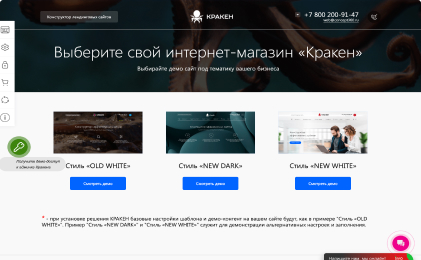 Конструктор лендинговых сайтов
КРАКЕН
+7 800 200-91-47
Выберите свой интернет-магазин «Кракен»
Выбирайте демо сайт под тематику вашего бизнеса
Получите демо-доступ
к админке Кракена
Стиль «OLD WHITE»
Стиль «NEW DARK»
Стиль «NEW WHITE»
Смотреть демо
Смотреть демо
Смотреть демо
* - при установке решения КРАКЕН базовые настройки шаблона и демо-контент на вашем сайте будут, как в примере "Стиль «OLD
WHITE». Пример "Стиль «NEW DARK»" и "Стиль «NEW WHITE»" служит для демонстрации альтернативных настроек и заполнения.